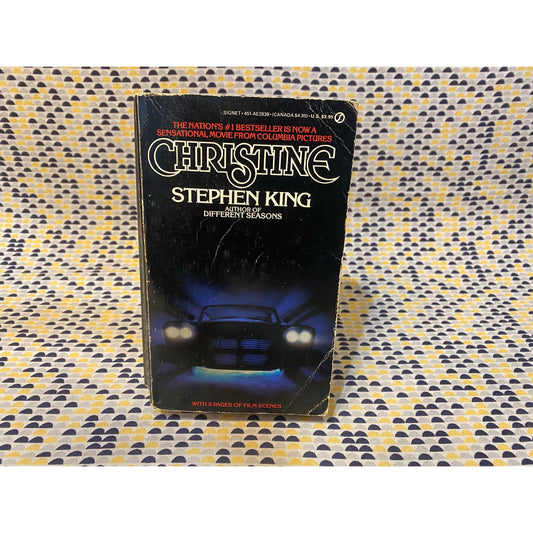 SIGNET • 451-AE2838 • (CANADA $4.95) • U.S. $3.95
THE NATION'S #1 BESTSELLER IS NOW A
SENSATIONAL MOVIE FROM COLUMBIA PICTURES
CHRISTINE
STEPHEN KING
AUTHOR OF
DIFFERENT SEASONS
WITH 8 PAGES OF FILM SCENES